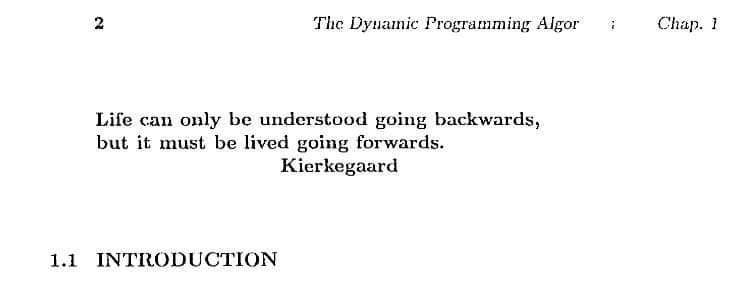 2 The Dynamic Programming Algor Chap. 1
Life can only be understood going backwards,
but it must be lived going forwards.
Kierkegaard
1.1 INTRODUCTION